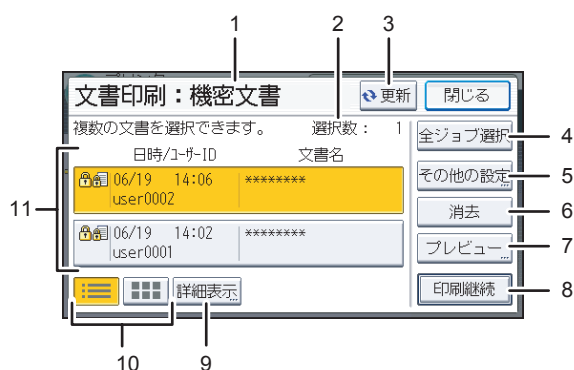 1 2 3
文書印刷：機密文書 更新 閉じる
複数の文書を選択できます。 選択数： 1 全ジョブ選択 4
日時/ユーザーID 文書名
06/19 14:06 ******** その他の設定 5
user0002
消去 6
11
06/19 14:02 ********
user0001 プレビュー 7
詳細表示 印刷継続 8
10 9